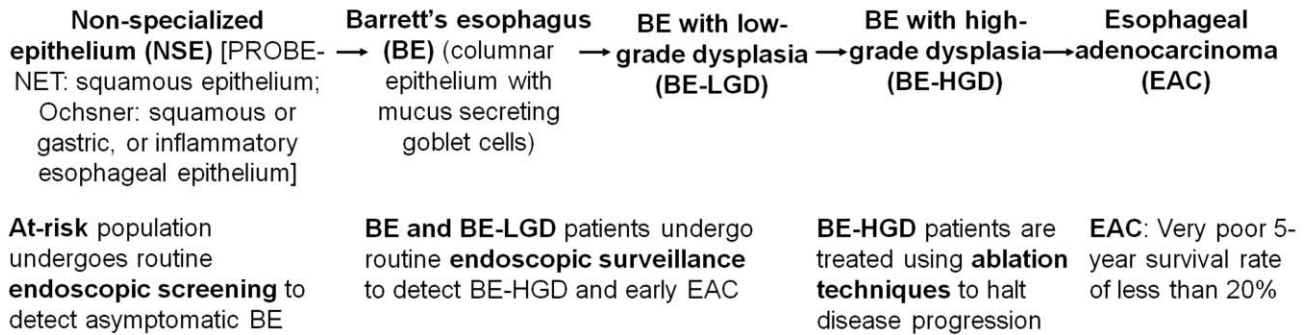 Non-specialized
epithelium (NSE) [PROBE-
NET: squamous epithelium;
Ochsner: squamous or
gastric, or inflammatory
esophageal epithelium]
Barrett’s esophagus
(BE) (columnar
epithelium with
mucus secreting
goblet cells)
BE with low-
grade dysplasia
(BE-LGD)
BE with high-
grade dysplasia
(BE-HGD)
Esophageal
adenocarcinoma
(EAC)
At-risk population
undergoes routine
endoscopic screening to
detect asymptomatic BE
BE and BE-LGD patients undergo
routine endoscopic surveillance
to detect BE-HGD and early EAC
BE-HGD patients are
treated using ablation
techniques to halt
disease progression
EAC: Very poor 5-
year survival rate
of less than 20%